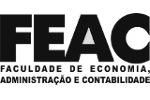 FEAC
FACULDADE DE ECONOMIA,
ADMINISTRAÇÃO E CONTABILIDADE